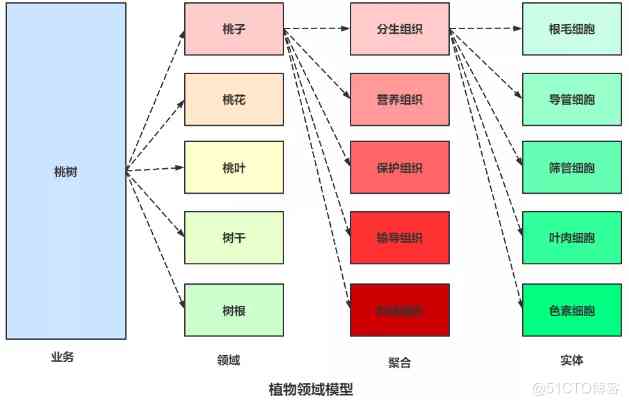 桃树
桃子
桃花
桃叶
树干
树根
分生组织
营养组织
保护组织
输导组织
根毛细胞
导管细胞
筛管细胞
叶肉细胞
色素细胞
业务
领域
聚合
实体
植物领域模型
@51CTO博客